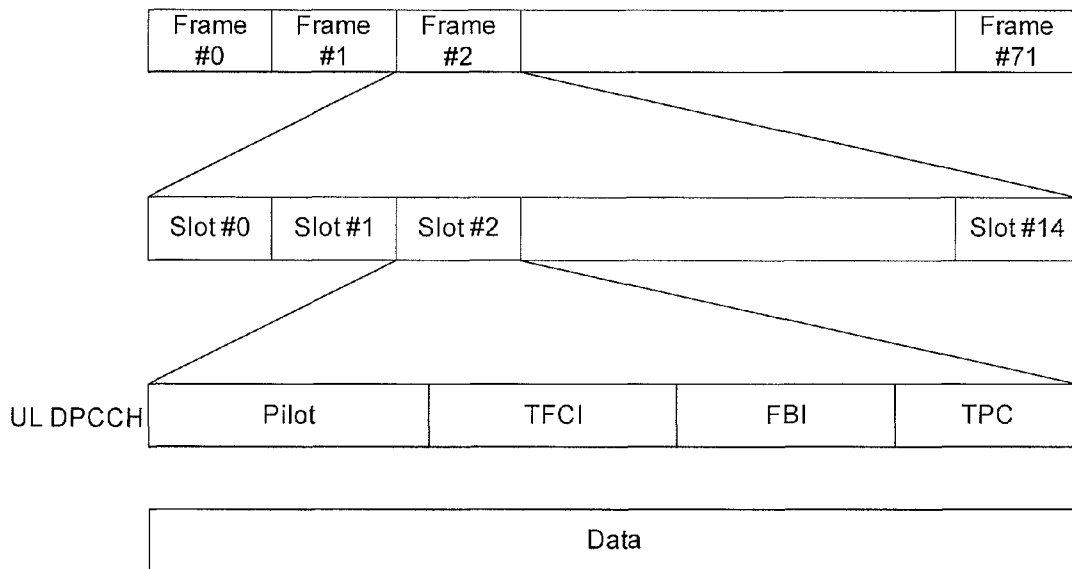 Frame
#0
Frame
#1
Frame
#2
Frame
#71
Slot #0
Slot #1
Slot #2
Slot #14
UL DPCCH
Pilot
TFCI
FBI
TPC
Data